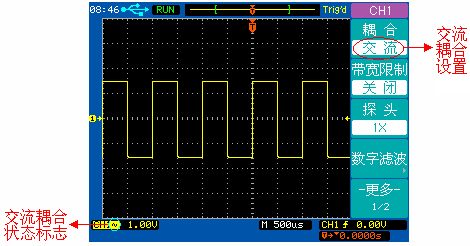 08:46 RUN Trig'd CH1
耦 合
交 流
带宽限制
关 闭
探 头
1X
数字滤波
-更多-
1/2
交流
耦合
设置
1
T
交流耦合
状态标志
CH1 ~ 1.00V M 500us CH1 0.00V
0.0000s